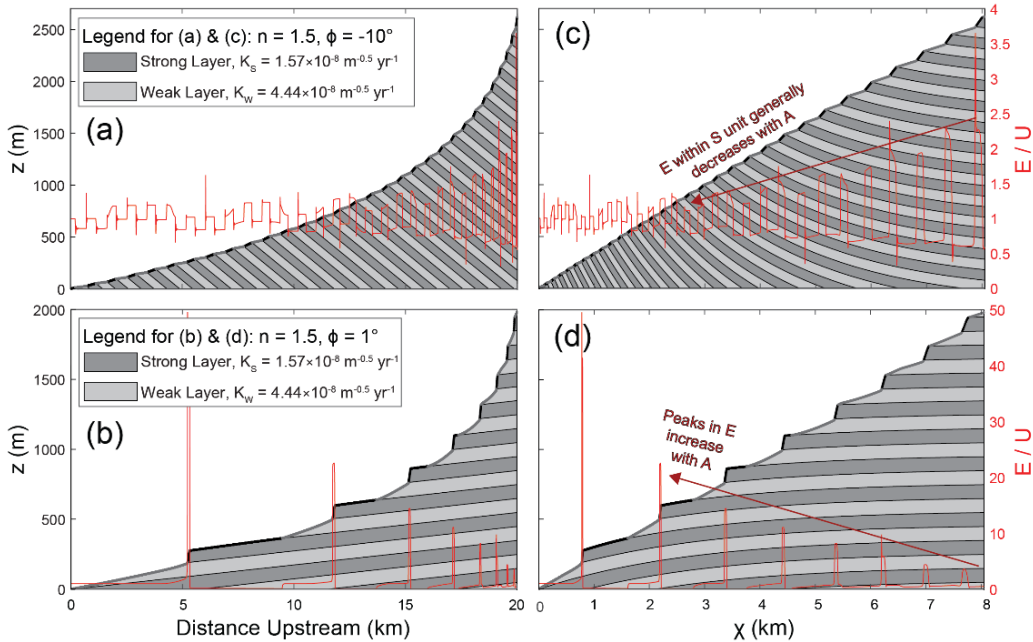 (a)
Legend for (a) & (c): n = 1.5, ϕ = -10°
Strong Layer, K_S = 1.57×10⁻⁸ m⁻⁰·⁵ yr⁻¹
Weak Layer, K_W = 4.44×10⁻⁸ m⁻⁰·⁵ yr⁻¹
z (m)
2500
2000
1500
1000
500
0
(c)
E within S unit generally
decreases with A
4
3.5
3
2.5
2
1.5
1
0.5
0
E / U
(b)
Legend for (b) & (d): n = 1.5, ϕ = 1°
Strong Layer, K_S = 1.57×10⁻⁸ m⁻⁰·⁵ yr⁻¹
Weak Layer, K_W = 4.44×10⁻⁸ m⁻⁰·⁵ yr⁻¹
z (m)
2000
1500
1000
500
0
0 5 10 15 20
Distance Upstream (km)
(d)
Peaks in E
increase
with A
50
40
30
20
10
0
E / U
0 1 2 3 4 5 6 7 8
χ (km)